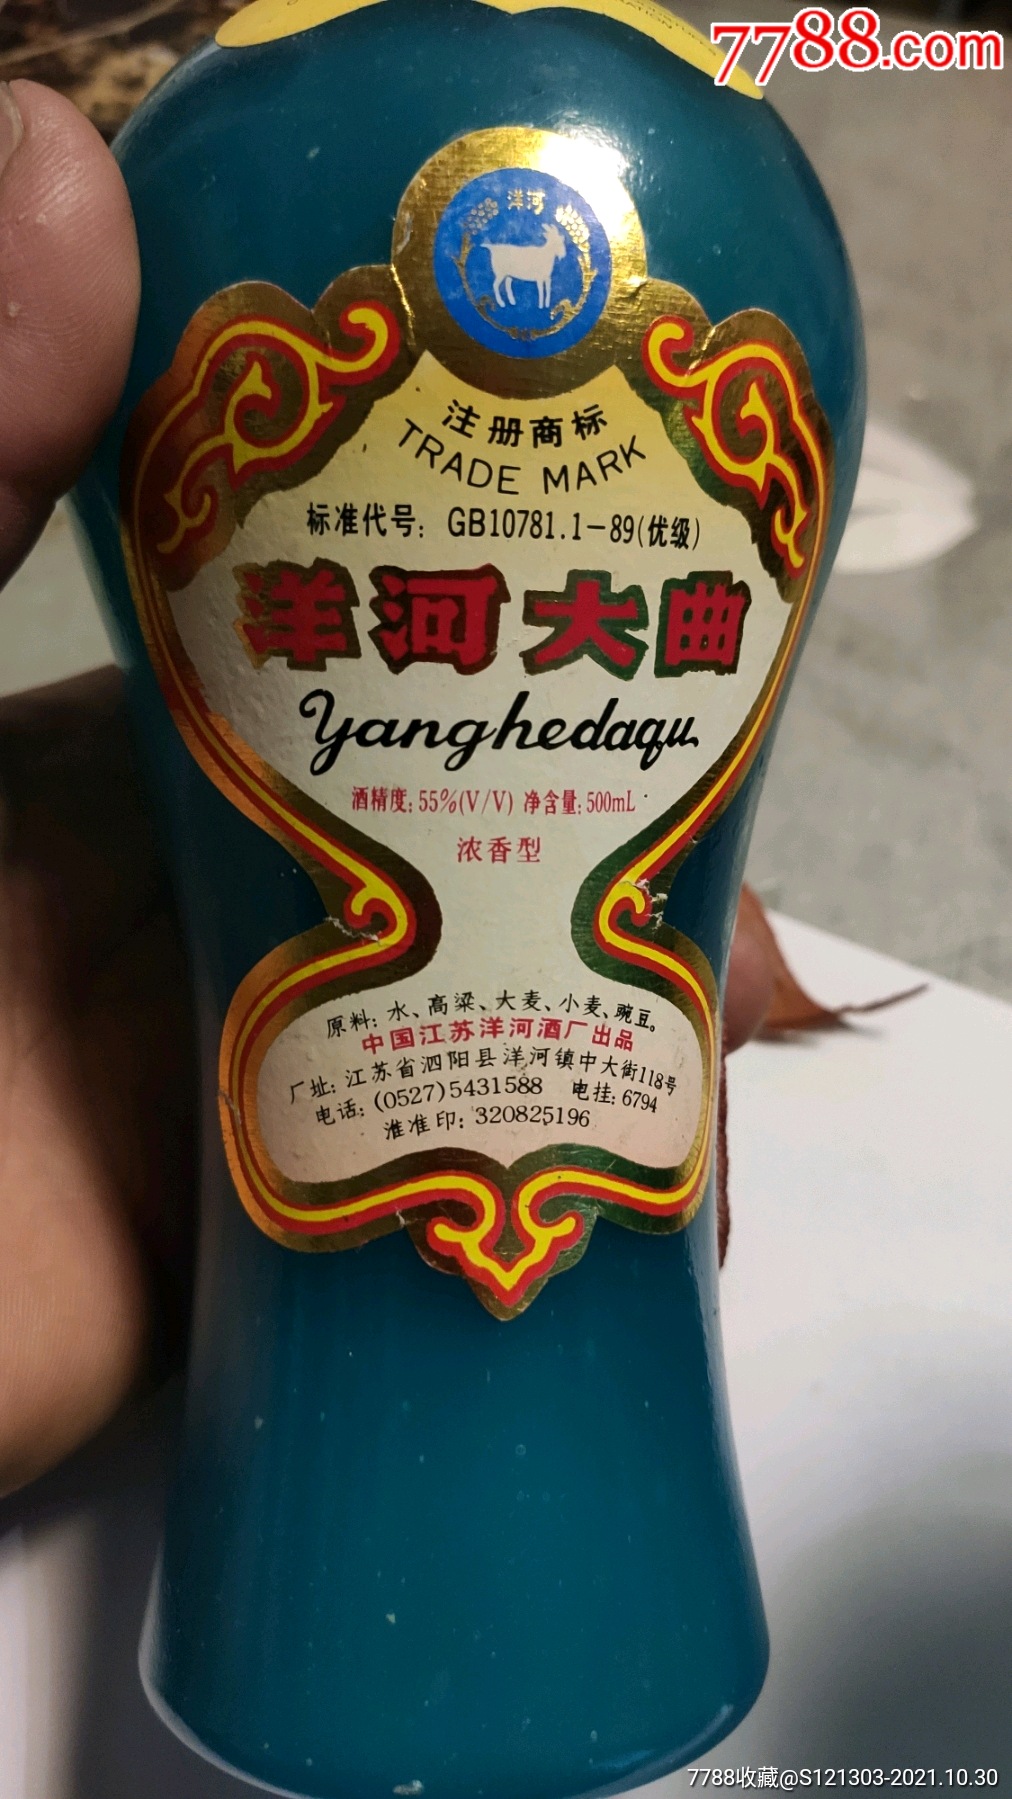 7788.com
洋河
注册商标
TRADE MARK
标准代号: GB10781.1-89(优级)
洋河大曲
Yanghedaqu
酒精度: 55%(V/V) 净含量: 500mL
浓香型
原料: 水、高粱、大麦、小麦、豌豆。
中国江苏洋河酒厂出品
厂址: 江苏省泗阳县洋河镇中大街118号
电话: (0527)5431588 电挂: 6794
淮准印: 320825196
7788收藏@S121303-2021.10.30